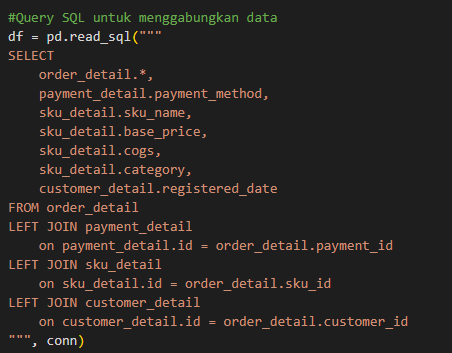 #Query SQL untuk menggabungkan data
df = pd.read_sql("""
SELECT
    order_detail.*,
    payment_detail.payment_method,
    sku_detail.sku_name,
    sku_detail.base_price,
    sku_detail.cogs,
    sku_detail.category,
    customer_detail.registered_date
FROM order_detail
LEFT JOIN payment_detail
    on payment_detail.id = order_detail.payment_id
LEFT JOIN sku_detail
    on sku_detail.id = order_detail.sku_id
LEFT JOIN customer_detail
    on customer_detail.id = order_detail.customer_id
""", conn)